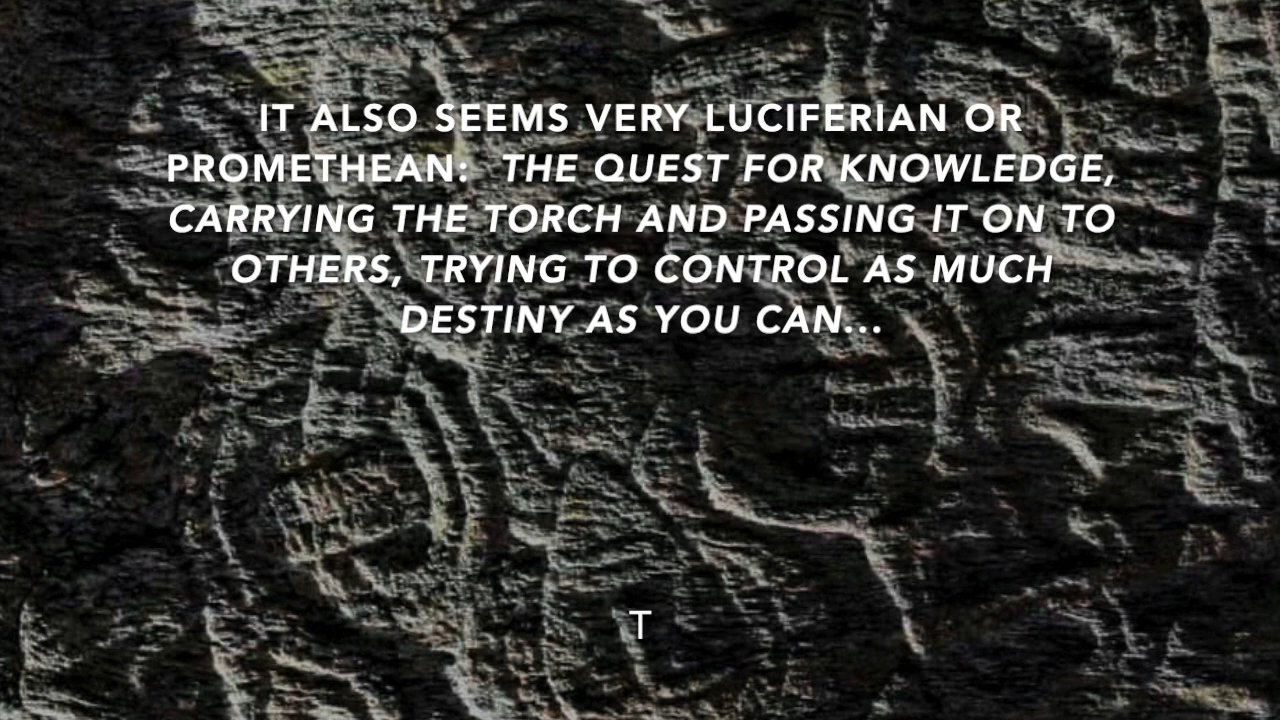 IT ALSO SEEMS VERY LUCIFERIAN OR
PROMETHEAN: THE QUEST FOR KNOWLEDGE,
CARRYING THE TORCH AND PASSING IT ON TO
OTHERS, TRYING TO CONTROL AS MUCH
DESTINY AS YOU CAN...
T